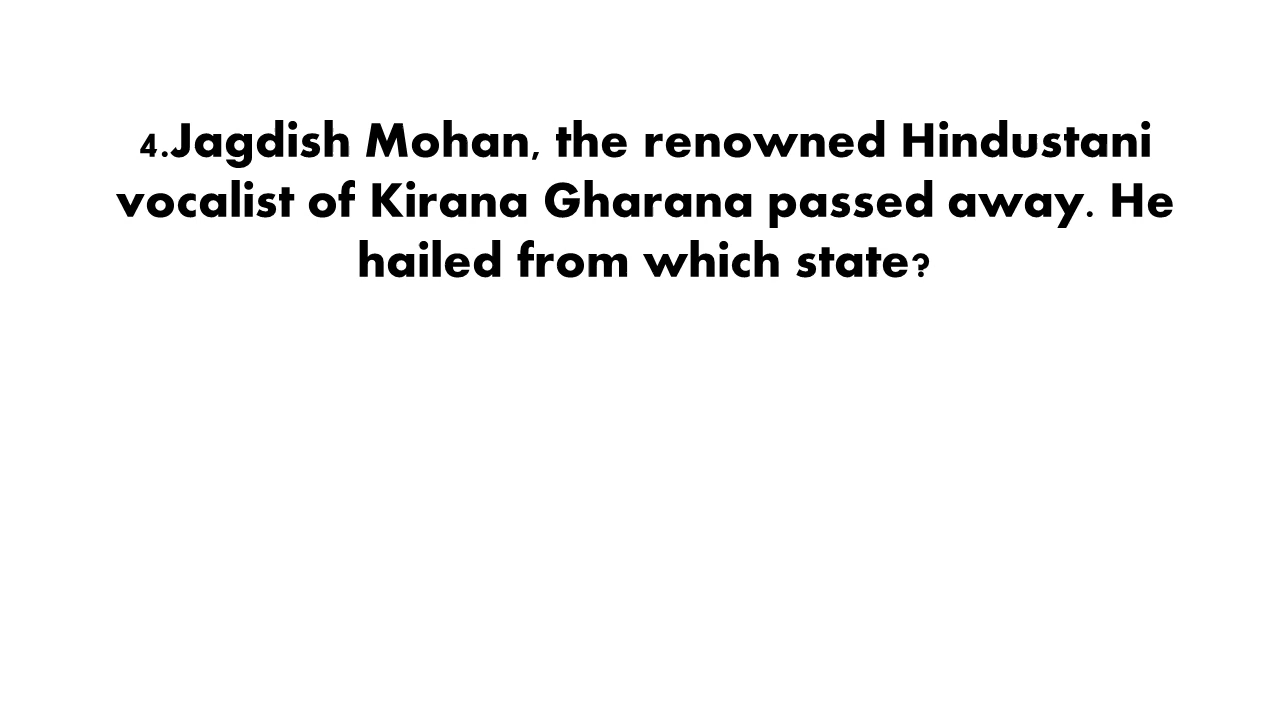 4.Jagdish Mohan, the renowned Hindustani
vocalist of Kirana Gharana passed away. He
hailed from which state?